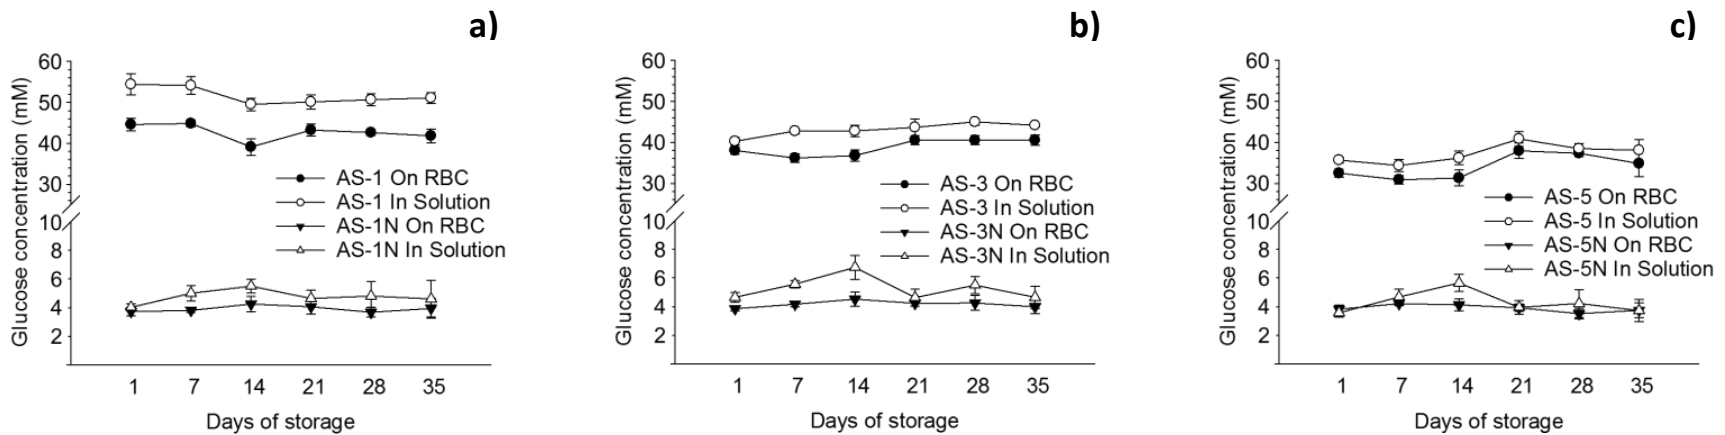 a)
Glucose concentration (mM)
60
50
40
30
10
8
6
4
2
AS-1 On RBC
AS-1 In Solution
AS-1N On RBC
AS-1N In Solution
1 7 14 21 28 35
Days of storage
b)
Glucose concentration (mM)
60
50
40
30
10
8
6
4
2
AS-3 On RBC
AS-3 In Solution
AS-3N On RBC
AS-3N In Solution
1 7 14 21 28 35
Days of storage
c)
Glucose concentration (mM)
60
50
40
30
10
8
6
4
2
AS-5 On RBC
AS-5 In Solution
AS-5N On RBC
AS-5N In Solution
1 7 14 21 28 35
Days of storage